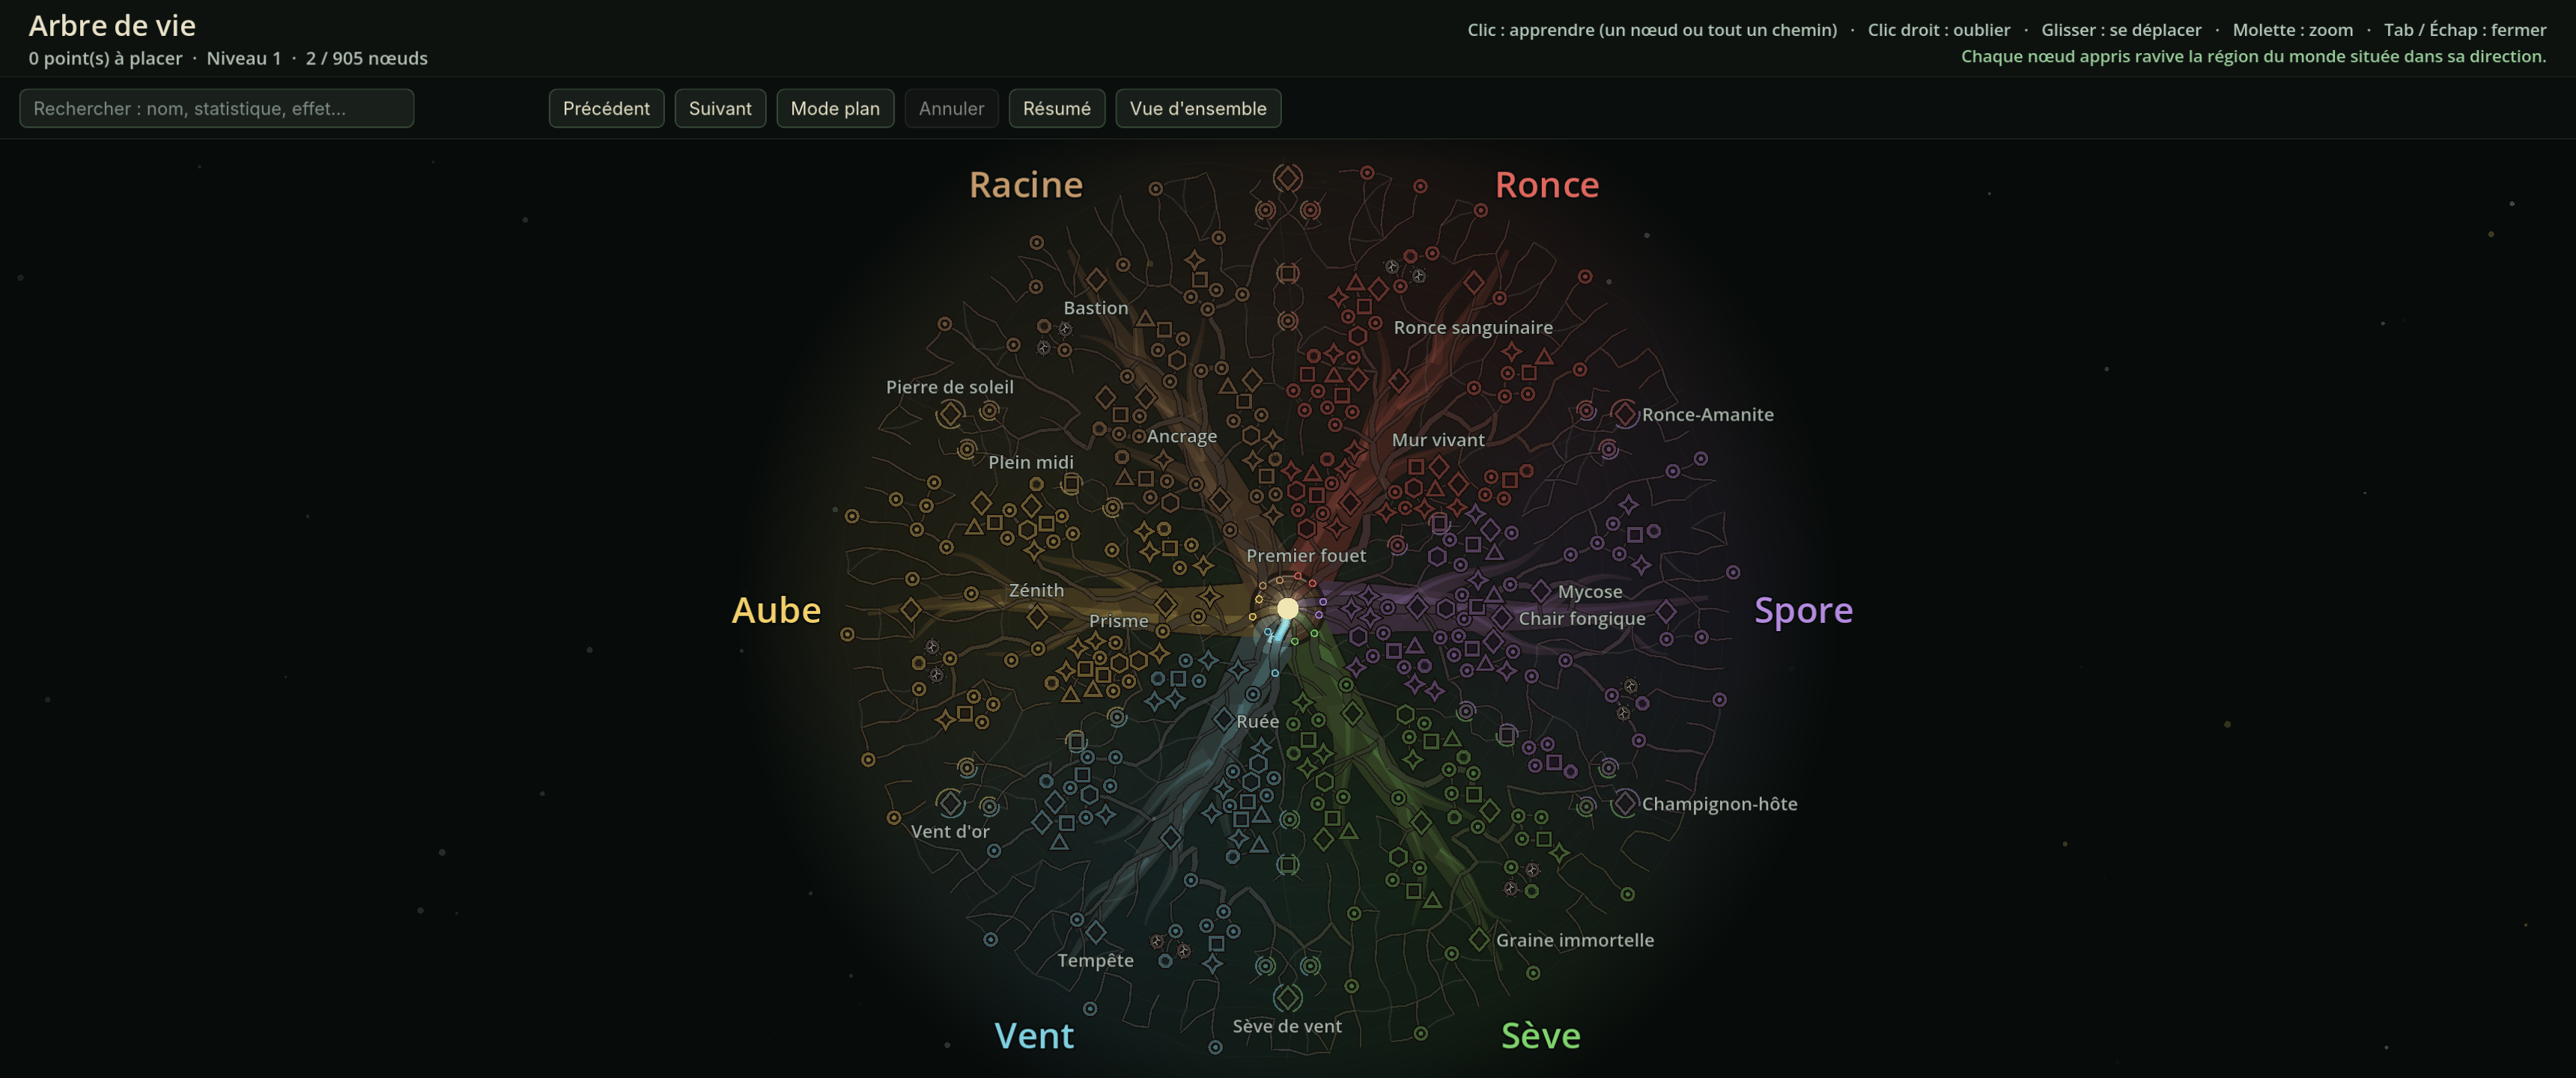 Arbre de vie
0 point(s) à placer · Niveau 1 · 2 / 905 nœuds
Clic : apprendre (un nœud ou tout un chemin) · Clic droit : oublier · Glisser : se déplacer · Molette : zoom · Tab / Échap : fermer
Chaque nœud appris ravive la région du monde située dans sa direction.
Rechercher : nom, statistique, effet...
Précédent
Suivant
Mode plan
Annuler
Résumé
Vue d'ensemble
Racine
Ronce
Bastion
Ronce sanguinaire
Pierre de soleil
Ronce-Amanite
Ancrage
Mur vivant
Plein midi
Premier fouet
Zénith
Mycose
Aube
Prisme
Chair fongique
Spore
Ruée
Champignon-hôte
Vent d'or
Graine immortelle
Tempête
Sève de vent
Vent
Sève